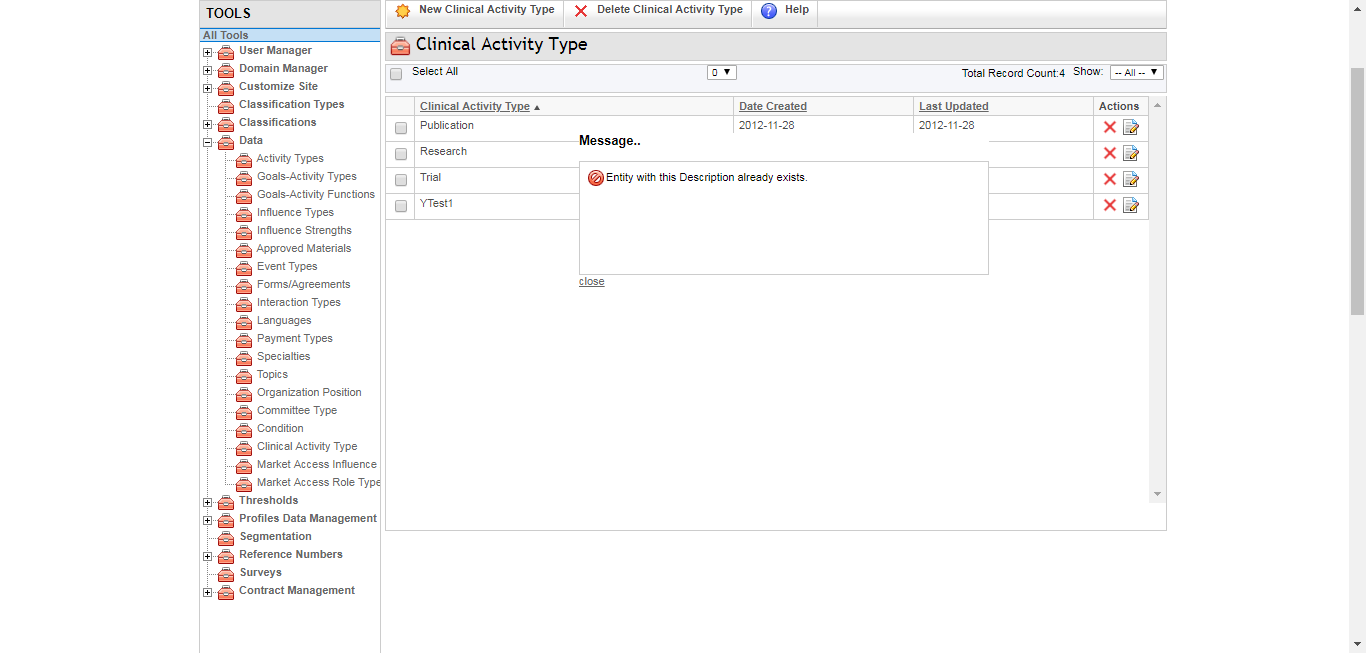 TOOLS
All Tools
User Manager
Domain Manager
Customize Site
Classification Types
Classifications
Data
Activity Types
Goals-Activity Types
Goals-Activity Functions
Influence Types
Influence Strengths
Approved Materials
Event Types
Forms/Agreements
Interaction Types
Languages
Payment Types
Specialties
Topics
Organization Position
Committee Type
Condition
Clinical Activity Type
Market Access Influence
Market Access Role Type
Thresholds
Profiles Data Management
Segmentation
Reference Numbers
Surveys
Contract Management
New Clinical Activity Type Delete Clinical Activity Type Help
Clinical Activity Type
Select All 0 Total Record Count:4 Show: -- All --
Clinical Activity Type Date Created Last Updated Actions
Publication 2012-11-28 2012-11-28
Research
Trial
YTest1
Message..
Entity with this Description already exists.
close